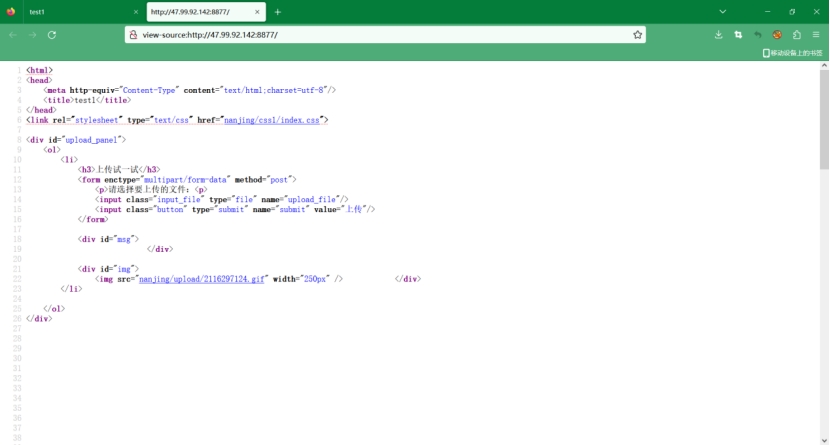 test1
http://47.99.92.142:8877/
view-source:http://47.99.92.142:8877/
移动设备上的书签
1 <html>
2 <head>
3 <meta http-equiv="Content-Type" content="text/html;charset=utf-8"/>
4 <title>test1</title>
5 </head>
6 <link rel="stylesheet" type="text/css" href="nanjing/cssl/index.css">
7
8 <div id="upload_panel">
9 <ol>
10 <li>
11 <h3>上传试一试</h3>
12 <form enctype="multipart/form-data" method="post">
13 <p>请选择要上传的文件：<p>
14 <input class="input_file" type="file" name="upload_file"/>
15 <input class="button" type="submit" name="submit" value="上传"/>
16 </form>
17
18 <div id="msg">
19 </div>
20
21 <div id="img">
22 <img src="nanjing/upload/2116297124.gif" width="250px" /> </div>
23 </li>
24
25 </ol>
26 </div>
27
28
29
30
31
32
33
34
35
36
37
38